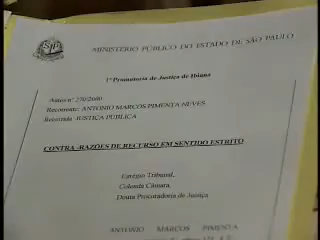 MINISTÉRIO PÚBLICO DO ESTADO DE SÃO PAULO
1ª Promotoria de Justiça de Ibiúna
Autos nº 270/2000
Recorrente: ANTONIO MARCOS PIMENTA NEVES
Recorrida: JUSTIÇA PÚBLICA
CONTRA-RAZÕES DE RECURSO EM SENTIDO ESTRITO
Egrégio Tribunal,
Colenda Câmara,
Douta Procuradoria de Justiça
ANTONIO MARCOS PIMENTA